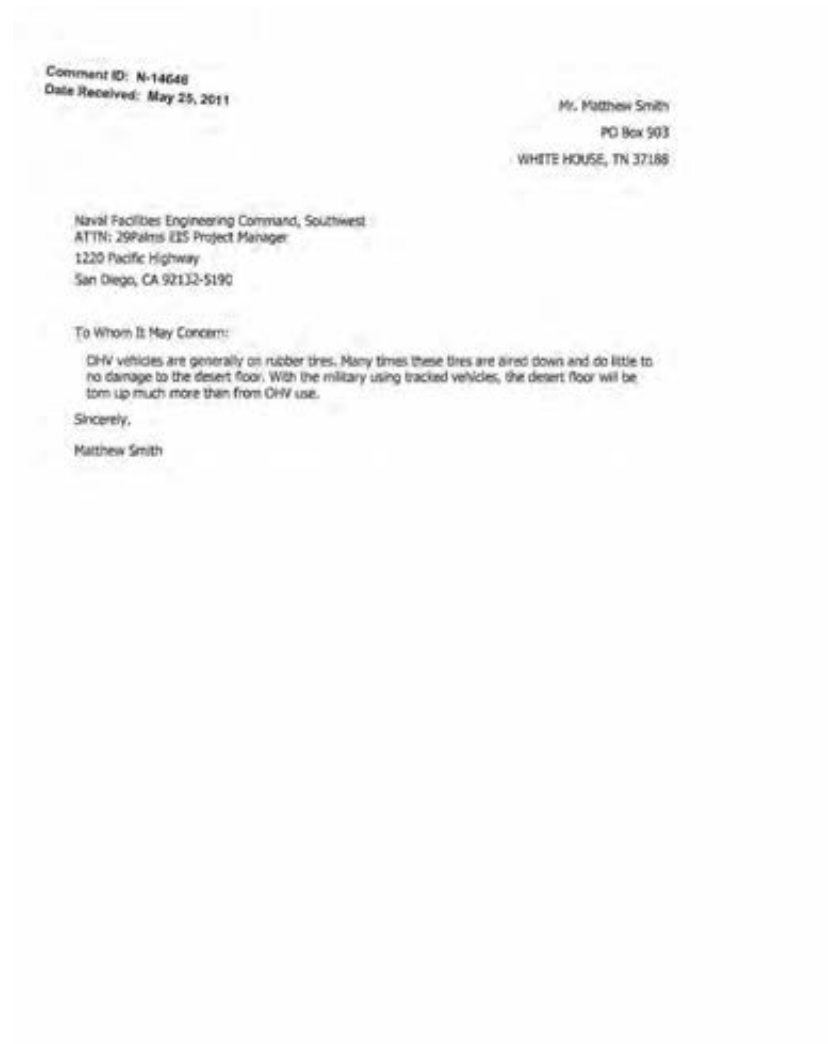 Comment ID: N-14646
Date Received: May 25, 2011
Mr. Matthew Smith
PO Box 903
WHITE HOUSE, TN 37188
Naval Facilities Engineering Command, Southwest
ATTN: 29Palms EIS Project Manager
1220 Pacific Highway
San Diego, CA 92132-5190
To Whom It May Concern:
OHV vehicles are generally on rubber tires. Many times these tires are aired down and do little to
no damage to the desert floor. With the military using tracked vehicles, the desert floor will be
torn up much more then from OHV use.
Sincerely,
Matthew Smith